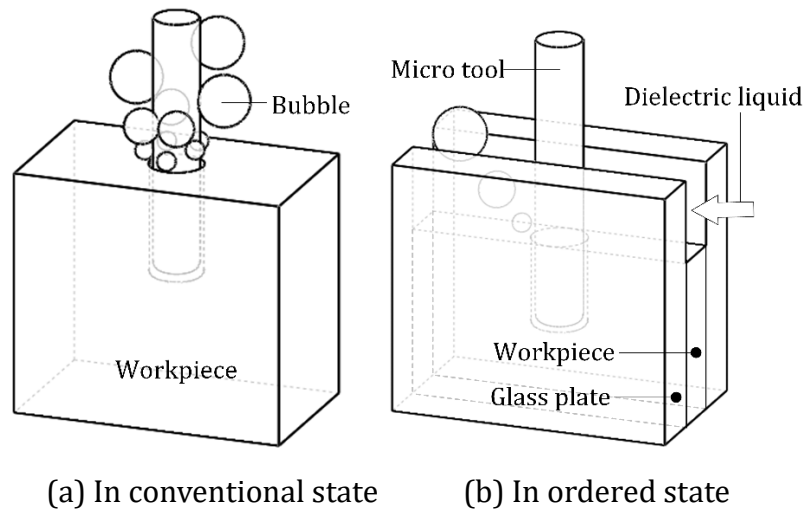 Bubble
Workpiece
Micro tool
Dielectric liquid
Workpiece
Glass plate
(a) In conventional state
(b) In ordered state